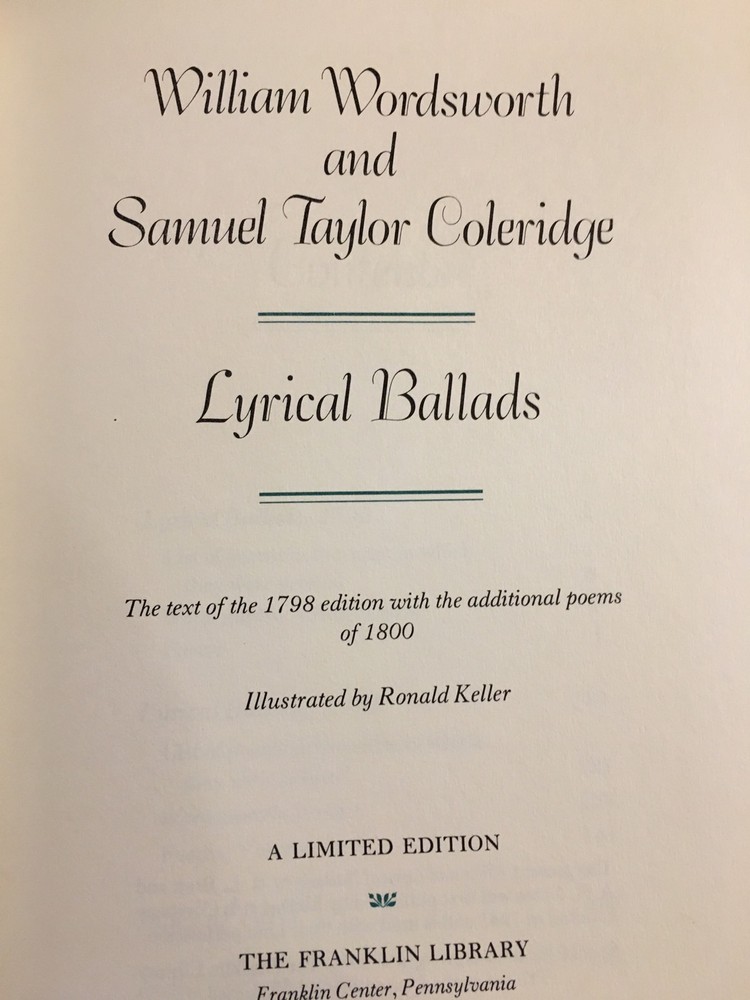 William Wordsworth
and
Samuel Taylor Coleridge
Lyrical Ballads
The text of the 1798 edition with the additional poems
of 1800
Illustrated by Ronald Keller
A LIMITED EDITION
THE FRANKLIN LIBRARY
Franklin Center, Pennsylvania